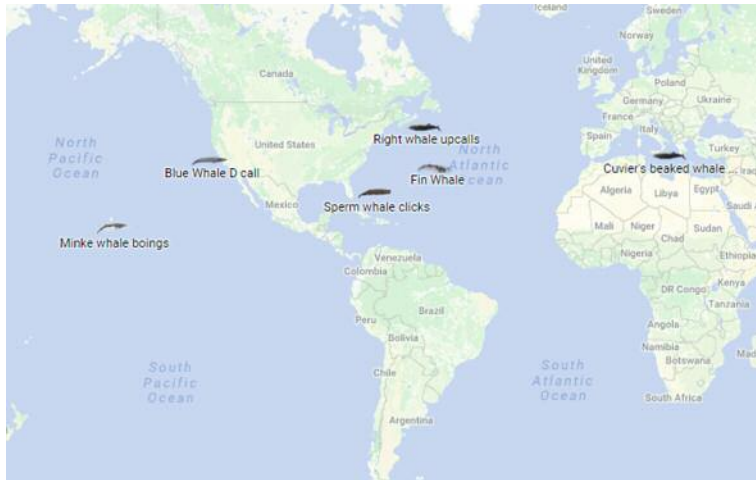 Iceland
Sweden
Norway
Canada
United
Kingdom
Poland
Germany
Ukraine
France
Italy
Spain
Turkey
Right whale upcalls
North
Pacific
Ocean
United States
North
Atlantic
Ocean
Blue Whale D call
Fin Whale
Cuvier's beaked whale ...
Algeria
Libya
Egypt
Mexico
Sperm whale clicks
Mali
Niger
Sudan
Chad
Minke whale boings
Nigeria
Ethiopia
Venezuela
Colombia
Kenya
DR Congo
Tanzania
Brazil
Peru
Angola
Bolivia
Namibia
Botswana
South
Pacific
Ocean
Chile
South
Atlantic
Ocean
South Africa
Argentina